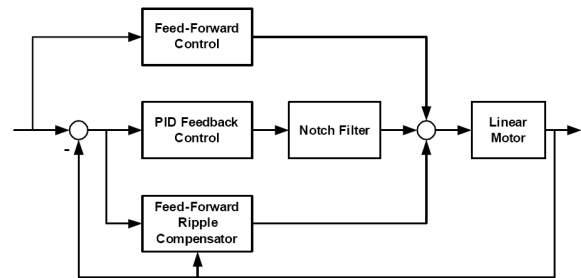 Feed-Forward
Control
PID Feedback
Control
Notch Filter
Linear
Motor
-
Feed-Forward
Ripple
Compensator